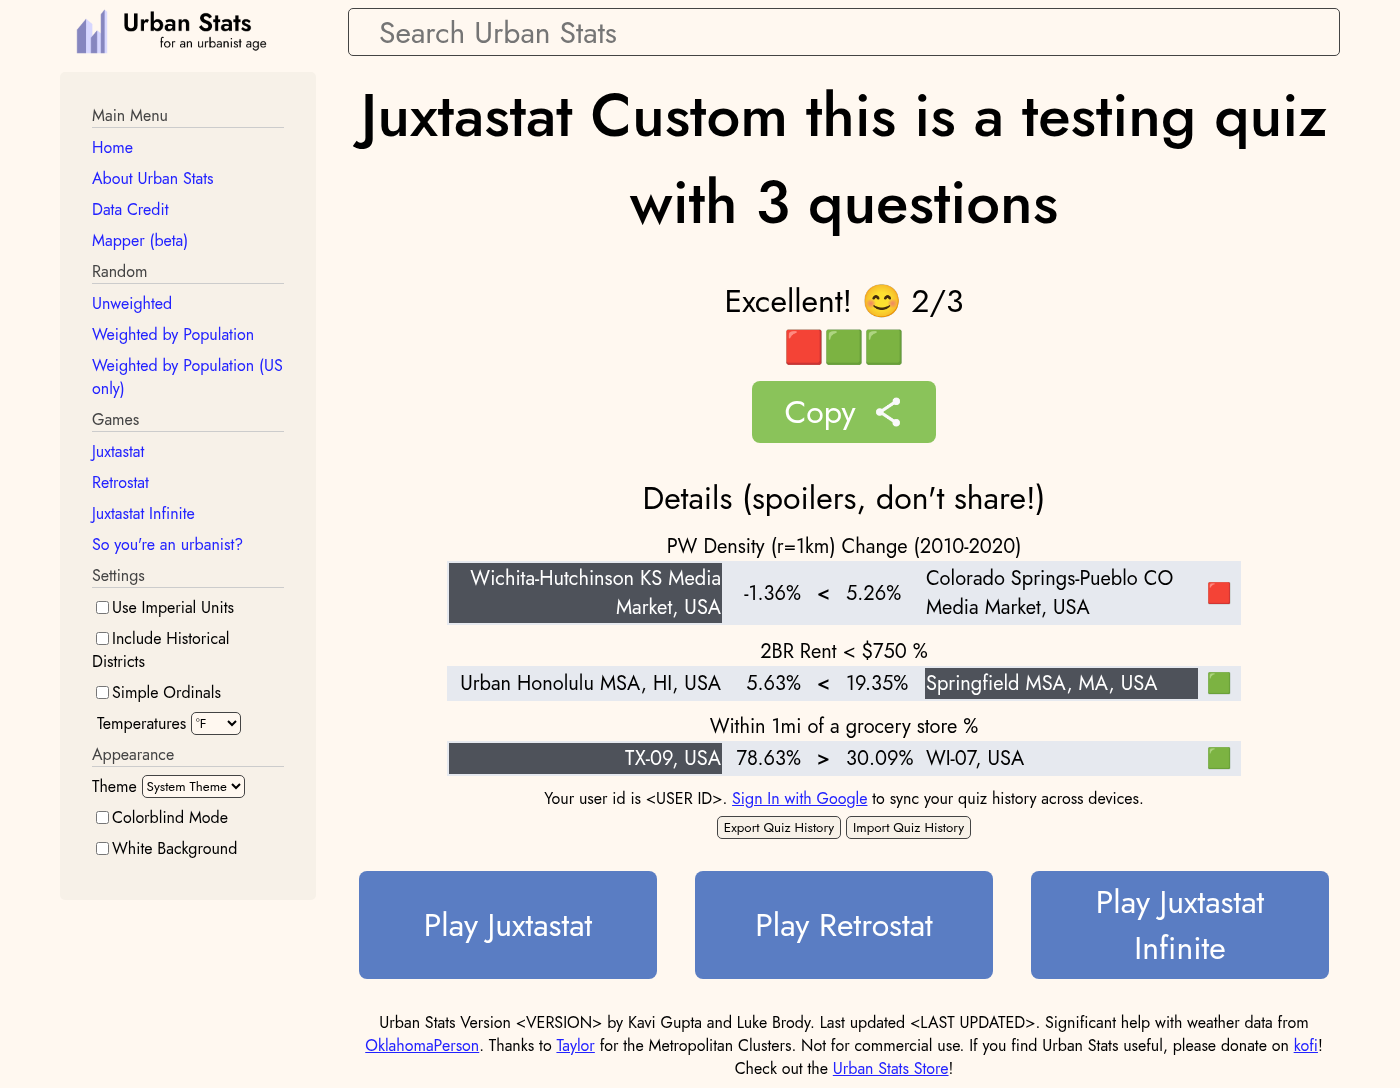 Urban Stats
for an urbanist age
Search Urban Stats
Main Menu
Home
About Urban Stats
Data Credit
Mapper (beta)
Random
Unweighted
Weighted by Population
Weighted by Population (US
only)
Games
Juxtastat
Retrostat
Juxtastat Infinite
So you're an urbanist?
Settings
Use Imperial Units
Include Historical
Districts
Simple Ordinals
Temperatures °F
Appearance
Theme System Theme
Colorblind Mode
White Background
Juxtastat Custom this is a testing quiz
with 3 questions
Excellent! 😊 2/3
🟥🟩🟩
Copy
Details (spoilers, don't share!)
PW Density (r=1km) Change (2010-2020)
Wichita-Hutchinson KS Media
Market, USA
-1.36% < 5.26%
Colorado Springs-Pueblo CO
Media Market, USA
🟥
2BR Rent < $750 %
Urban Honolulu MSA, HI, USA 5.63% < 19.35% Springfield MSA, MA, USA 🟩
Within 1mi of a grocery store %
TX-09, USA 78.63% > 30.09% WI-07, USA 🟩
Your user id is <USER ID>. Sign In with Google to sync your quiz history across devices.
Export Quiz History Import Quiz History
Play Juxtastat
Play Retrostat
Play Juxtastat
Infinite
Urban Stats Version <VERSION> by Kavi Gupta and Luke Brody. Last updated <LAST UPDATED>. Significant help with weather data from
OklahomaPerson. Thanks to Taylor for the Metropolitan Clusters. Not for commercial use. If you find Urban Stats useful, please donate on kofi!
Check out the Urban Stats Store!